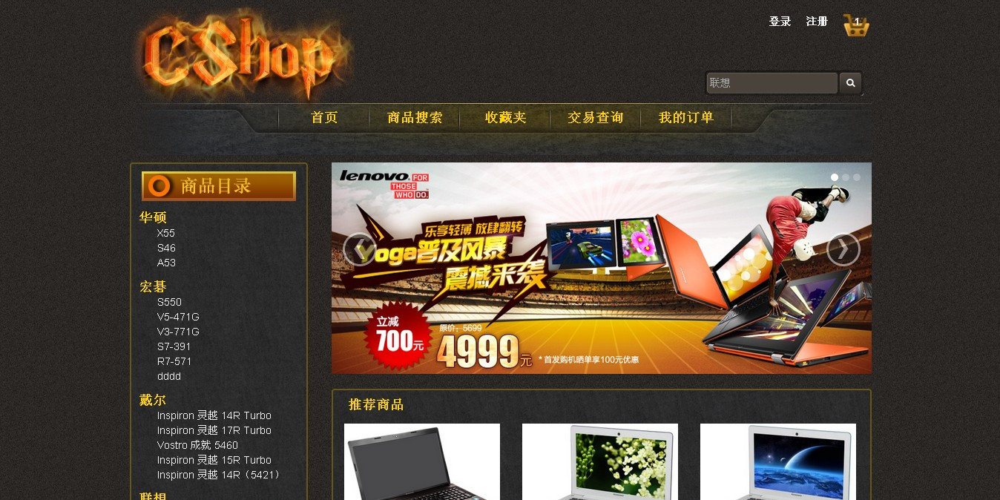 CShop
登录 注册 1
联想
首页 商品搜索 收藏夹 交易查询 我的订单
商品目录
华硕
X55
S46
A53
宏碁
S550
V5-471G
V3-771G
S7-391
R7-571
dddd
戴尔
Inspiron 灵越 14R Turbo
Inspiron 灵越 17R Turbo
Vostro 成就 5460
Inspiron 灵越 15R Turbo
Inspiron 灵越 14R（5421）
联想
lenovo FOR
THOSE
WHO DO.
乐享轻薄 放肆翻转
Yoga普及风暴
震撼来袭
立减
700元
原价：5699
4999元
*首发购机晒单享100元优惠
推荐商品